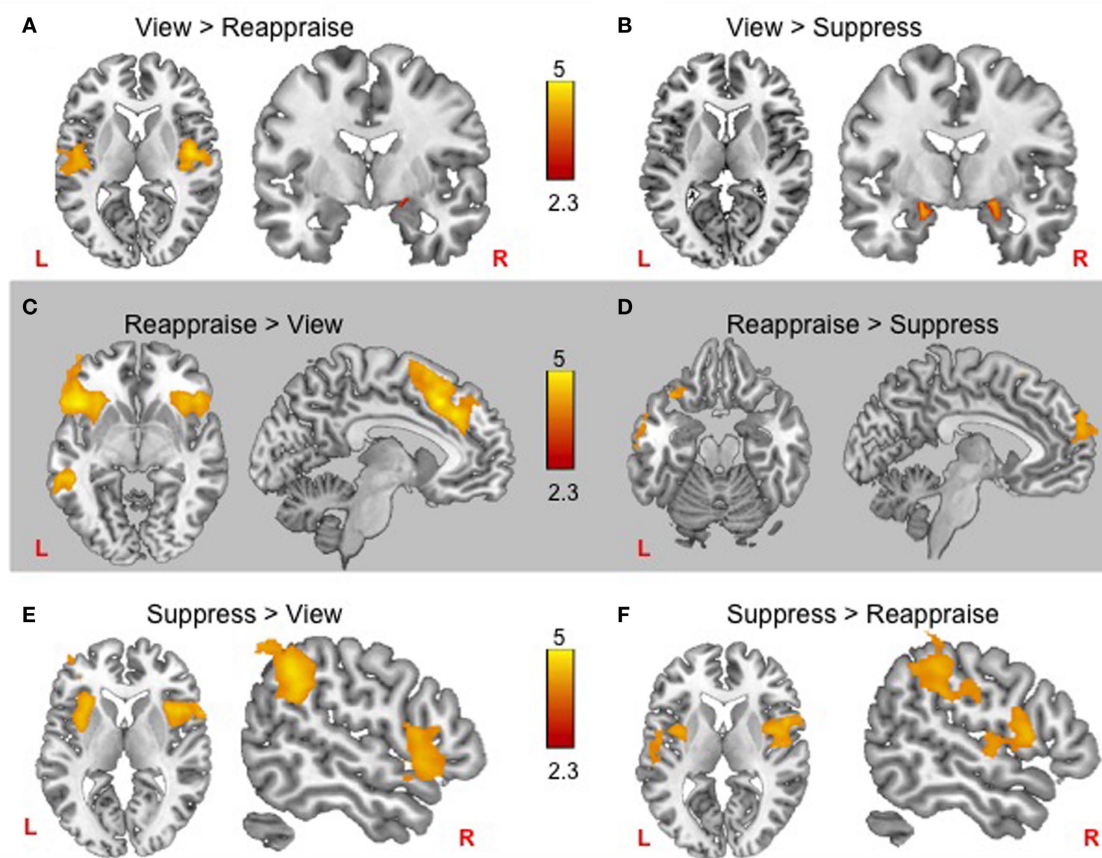 A
View > Reappraise
5
2.3
L
R
B
View > Suppress
L
R
C
Reappraise > View
5
2.3
L
D
Reappraise > Suppress
L
E
Suppress > View
5
2.3
L
R
F
Suppress > Reappraise
L
R